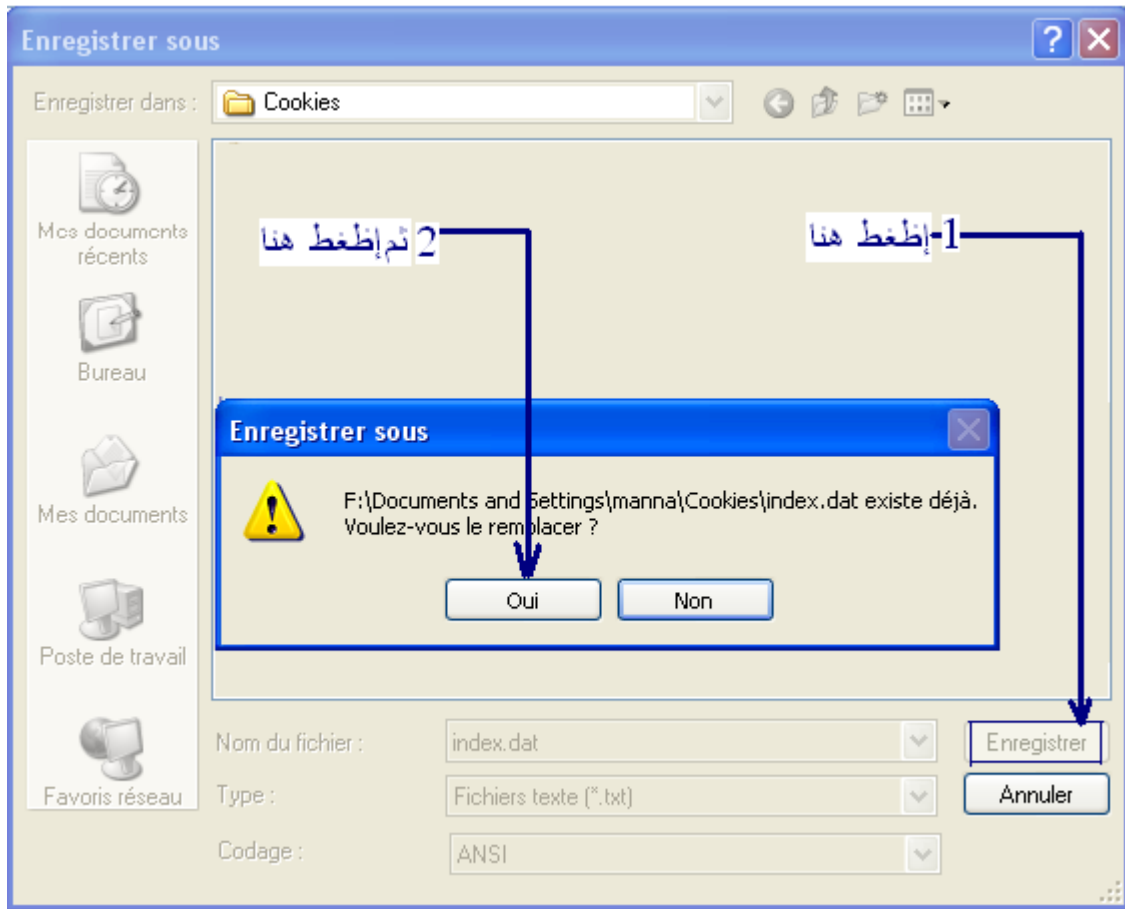 Enregistrer sous
Enregistrer dans :
Cookies
Mes documents
récents
Bureau
Mes documents
Poste de travail
Favoris réseau
1 إظغط هنا
2 ثم إظغط هنا
Enregistrer sous
F:\Documents and Settings\manna\Cookies\index.dat existe déjà.
Voulez-vous le remplacer ?
Oui
Non
Nom du fichier :
index.dat
Enregistrer
Type :
Fichiers texte (*.txt)
Annuler
Codage :
ANSI